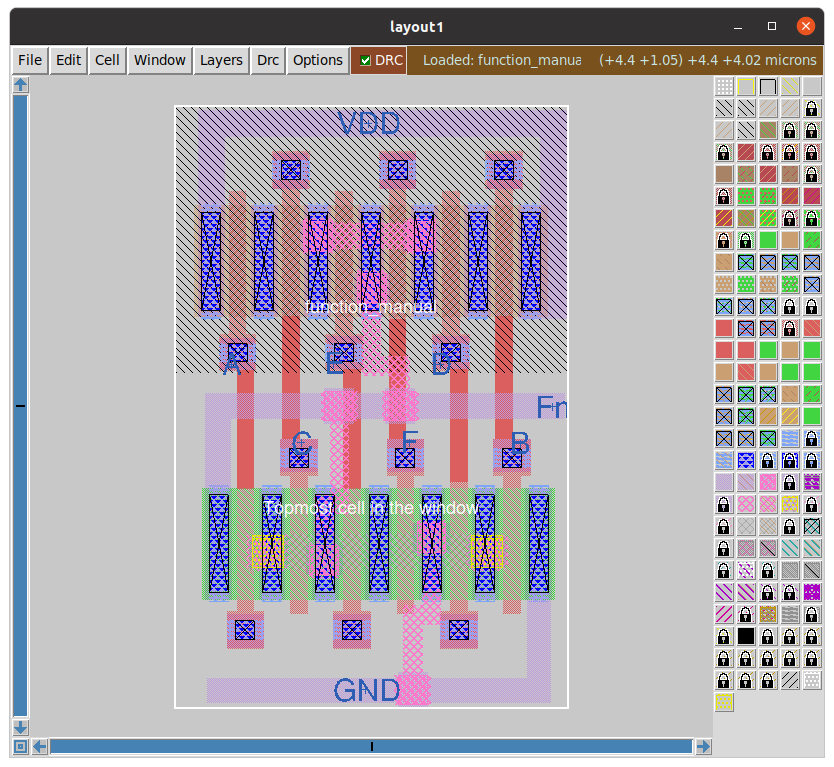 layout1
File Edit Cell Window Layers Drc Options DRC Loaded: function_manua (+4.4 +1.05) +4.4 +4.02 microns
VDD
function_manual
A E D
Fn
C F B
Topmost cell in the window
GND